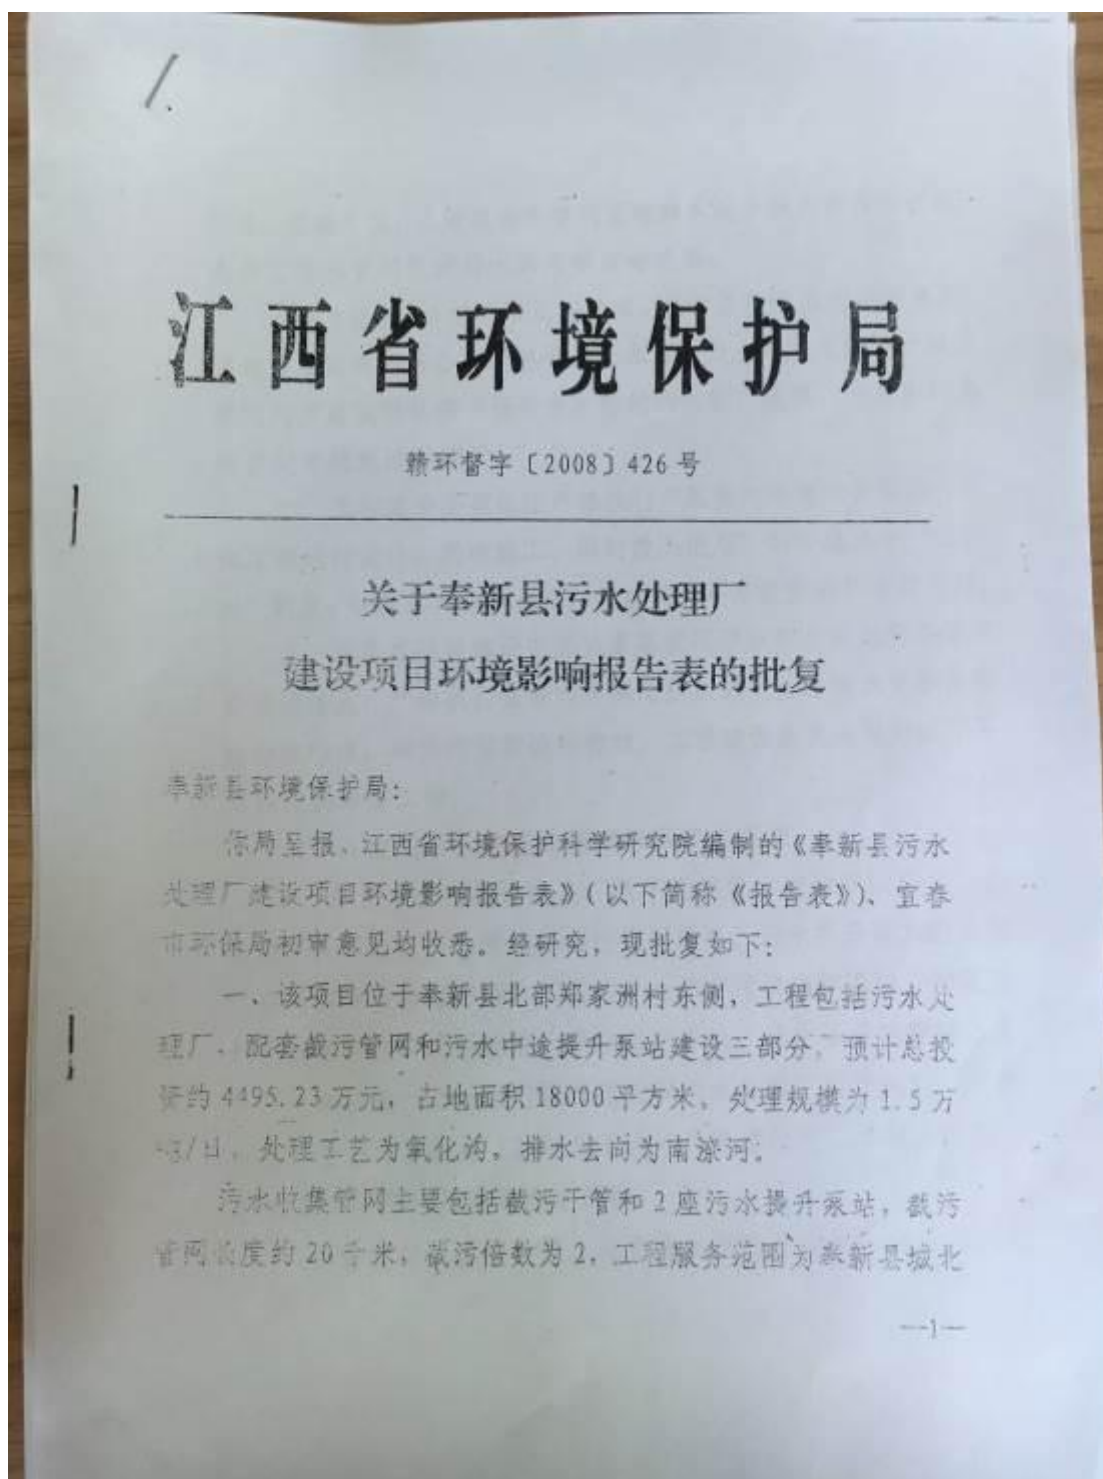 江西省环境保护局
赣环督字〔2008〕426号
关于奉新县污水处理厂
建设项目环境影响报告表的批复
奉新县环境保护局：
你局呈报、江西省环境保护科学研究院编制的《奉新县污水
处理厂建设项目环境影响报告表》(以下简称《报告表》)、宜春
市环保局初审意见均收悉。经研究，现批复如下：
一、该项目位于奉新县北部郑家洲村东侧，工程包括污水处
理厂、配套截污管网和污水中途提升泵站建设三部分，预计总投
资约4495.23万元，占地面积18000平方米，处理规模为1.5万
吨/日，处理工艺为氧化沟，排水去向为南潦河。
污水收集管网主要包括截污干管和2座污水提升泵站，截污
管网长度约20千米，截污倍数为2，工程服务范围为奉新县城北
—1—